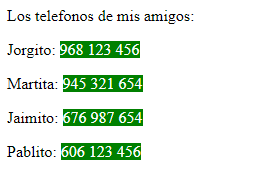 Los telefonos de mis amigos:
Jorgito: 968 123 456
Martita: 945 321 654
Jaimito: 676 987 654
Pablito: 606 123 456